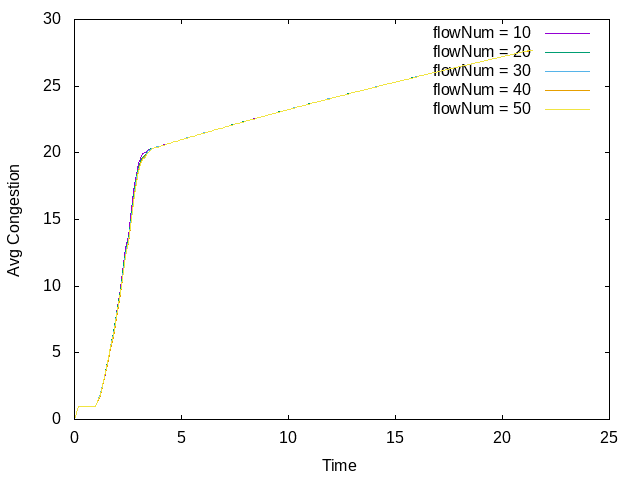 30
25
20
15
10
5
0
Avg Congestion
flowNum = 10
flowNum = 20
flowNum = 30
flowNum = 40
flowNum = 50
0 5 10 15 20 25
Time